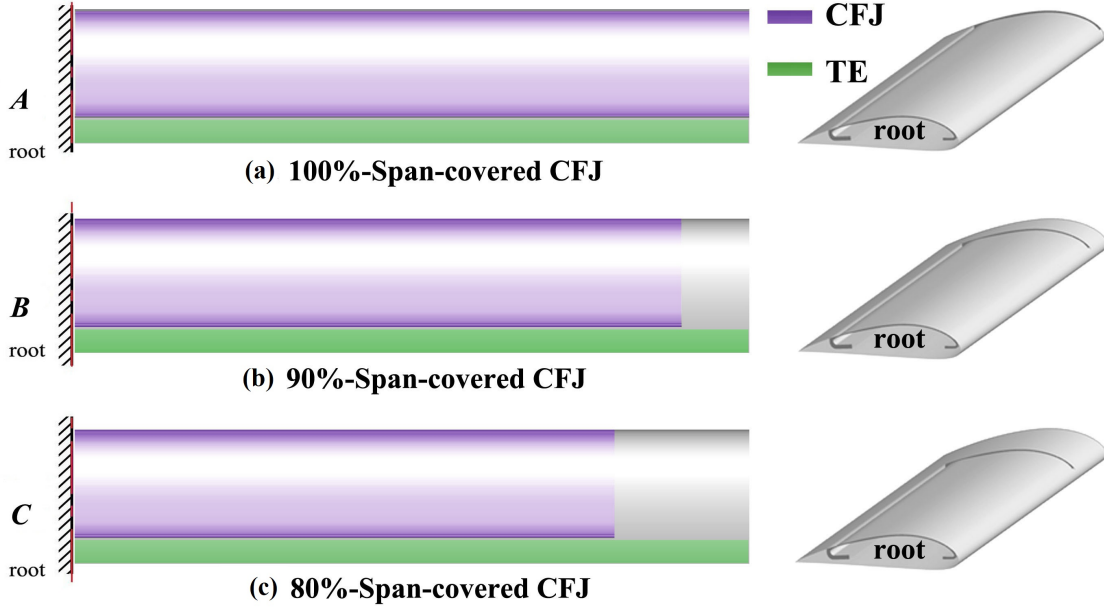 CFJ
TE
A
root
root
(a) 100%-Span-covered CFJ
B
root
root
(b) 90%-Span-covered CFJ
C
root
root
(c) 80%-Span-covered CFJ